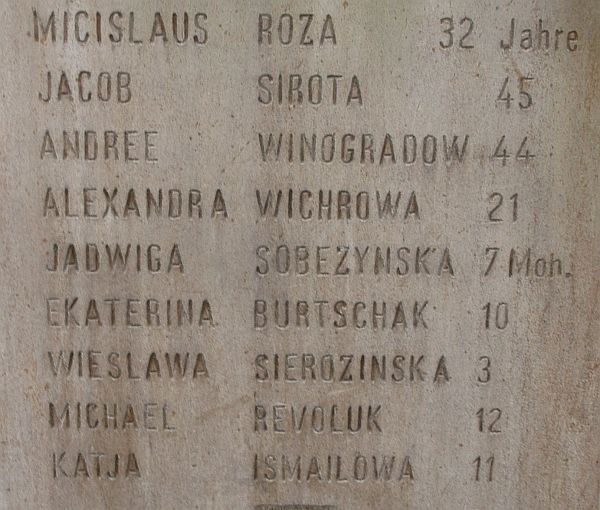 MICISLAUS ROZA 32 Jahre
JACOB SIROTA 45
ANDREE WINOGRADOW 44
ALEXANDRA WICHROWA 21
JADWIGA SOBEZYNSKA 7 Moh.
EKATERINA BURTSCHAK 10
WIESLAWA SIEROZINSKA 3
MICHAEL REVOLUK 12
KATJA ISMAILOWA 11